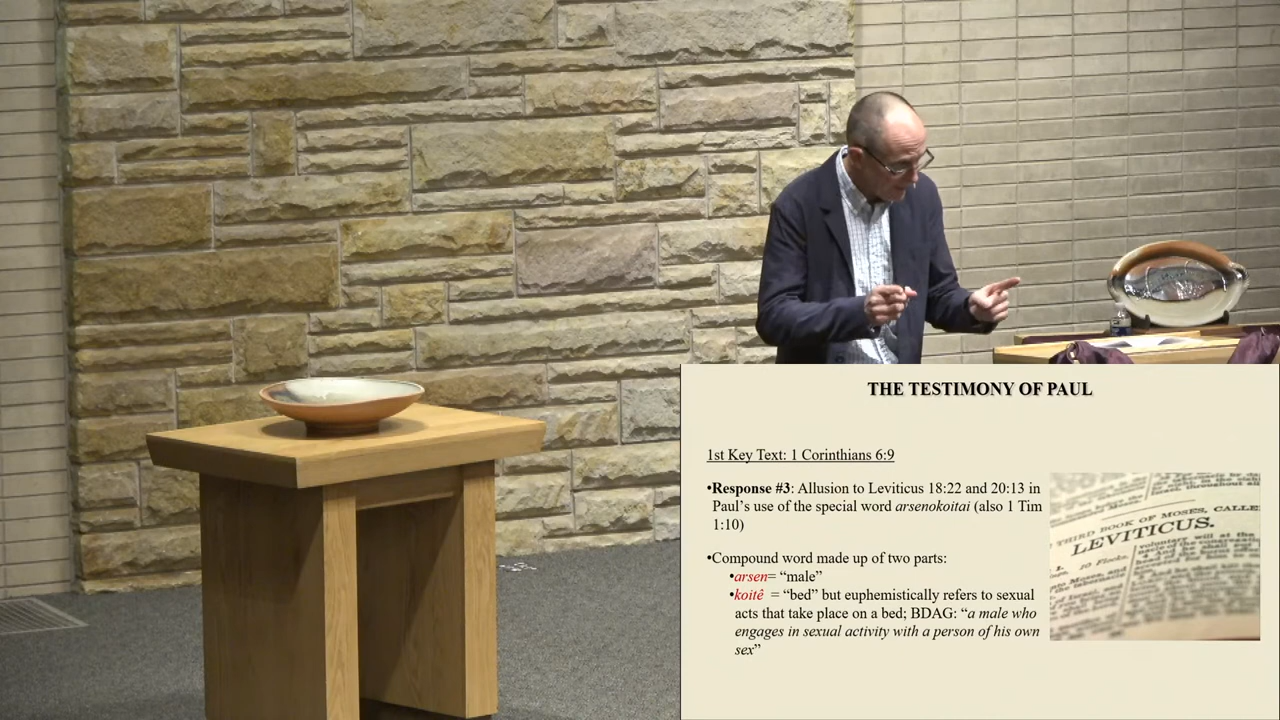 THE TESTIMONY OF PAUL
1st Key Text: 1 Corinthians 6:9
•Response #3: Allusion to Leviticus 18:22 and 20:13 in
Paul's use of the special word arsenokoitai (also 1 Tim
1:10)
•Compound word made up of two parts:
•arsen= “male”
•koitê = “bed” but euphemistically refers to sexual
acts that take place on a bed; BDAG: “a male who
engages in sexual activity with a person of his own
sex”
THIRD BOOK OF MOSES, CALLE
LEVITICUS.